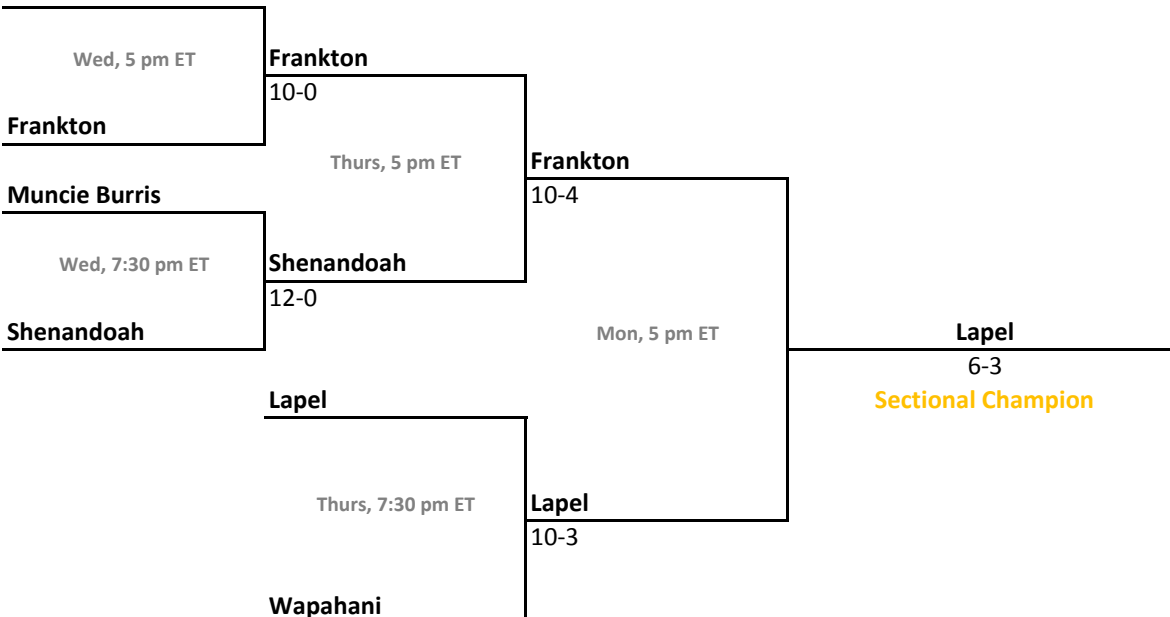 Wed, 5 pm ET
Frankton
10-0
Frankton
Thurs, 5 pm ET
Frankton
10-4
Muncie Burris
Wed, 7:30 pm ET
Shenandoah
12-0
Shenandoah
Mon, 5 pm ET
Lapel
6-3
Sectional Champion
Lapel
Thurs, 7:30 pm ET
Lapel
10-3
Wapahani